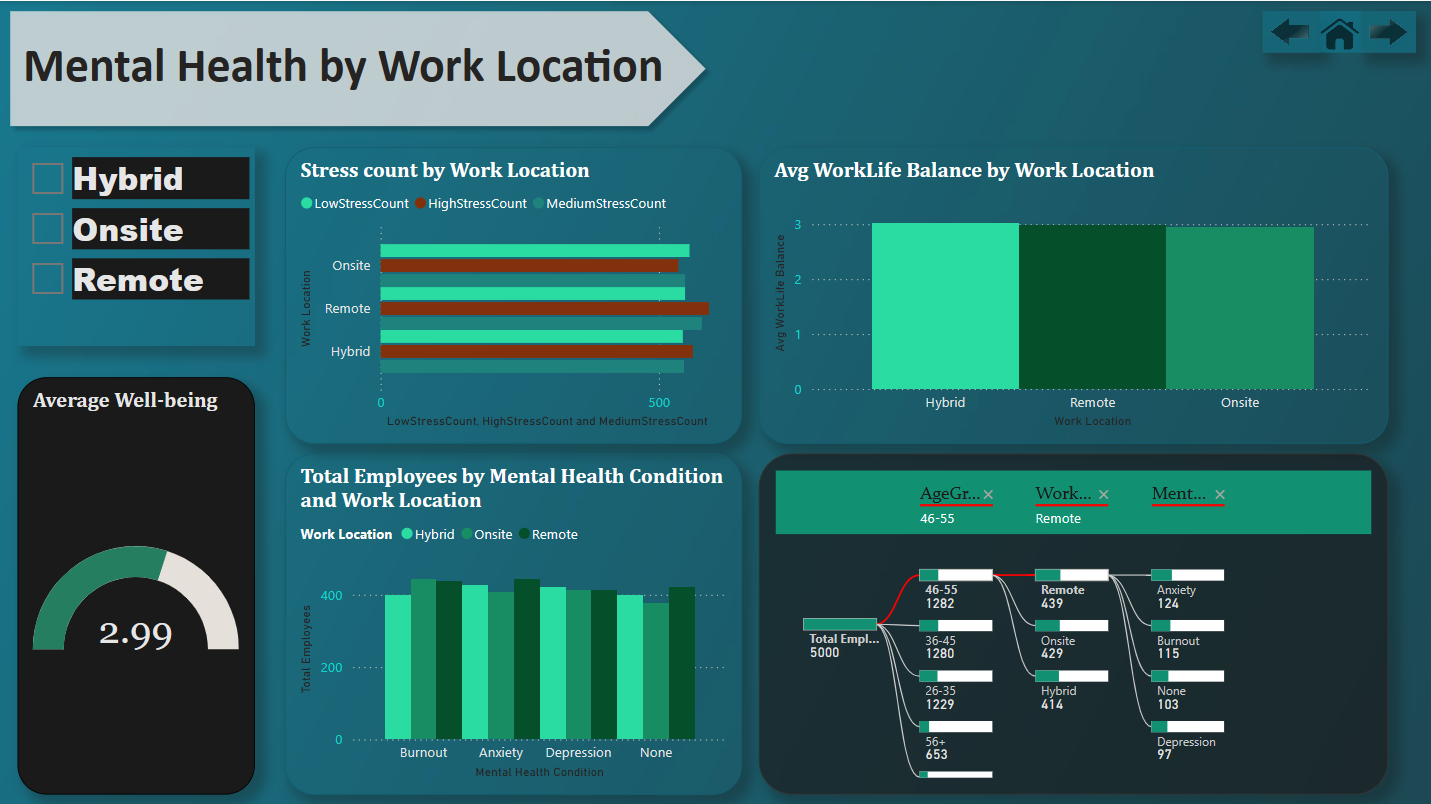 Mental Health by Work Location
Hybrid
Onsite
Remote
Average Well-being
2.99
Stress count by Work Location
LowStressCount HighStressCount MediumStressCount
Work Location
Onsite
Remote
Hybrid
0 500
LowStressCount, HighStressCount and MediumStressCount
Avg WorkLife Balance by Work Location
Avg WorkLife Balance
3
2
1
0
Hybrid Remote Onsite
Work Location
Total Employees by Mental Health Condition
and Work Location
Work Location Hybrid Onsite Remote
Total Employees
400
200
0
Burnout Anxiety Depression None
Mental Health Condition
AgeGr... Work... Ment...
46-55 Remote
Total Empl...
5000
46-55
1282
36-45
1280
26-35
1229
56+
653
Remote
439
Onsite
429
Hybrid
414
Anxiety
124
Burnout
115
None
103
Depression
97